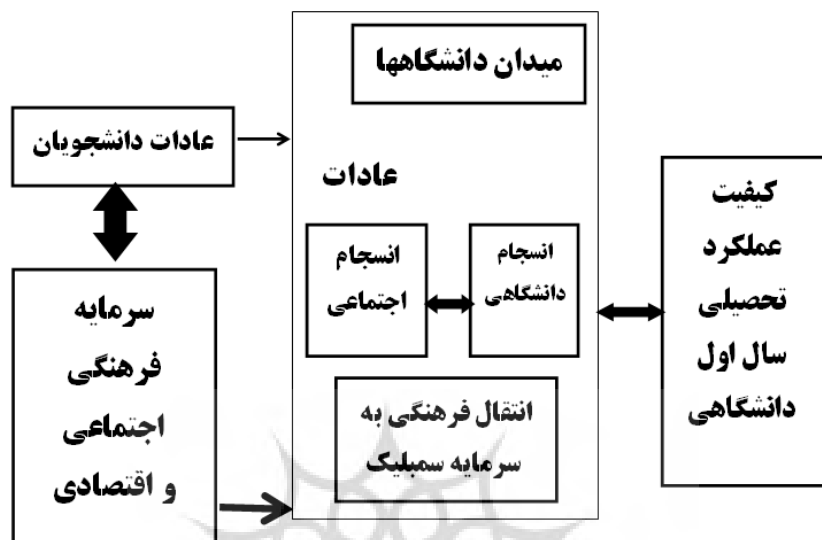 میدان دانشگاهها
عادات دانشجویان
عادات
کیفیت
عملکرد
تحصیلی
سال اول
دانشگاهی
انسجام
دانشگاهی
انسجام
اجتماعی
سرمایه
فرهنگی
اجتماعی
و اقتصادی
انتقال فرهنگی به
سرمایه سمبلیک